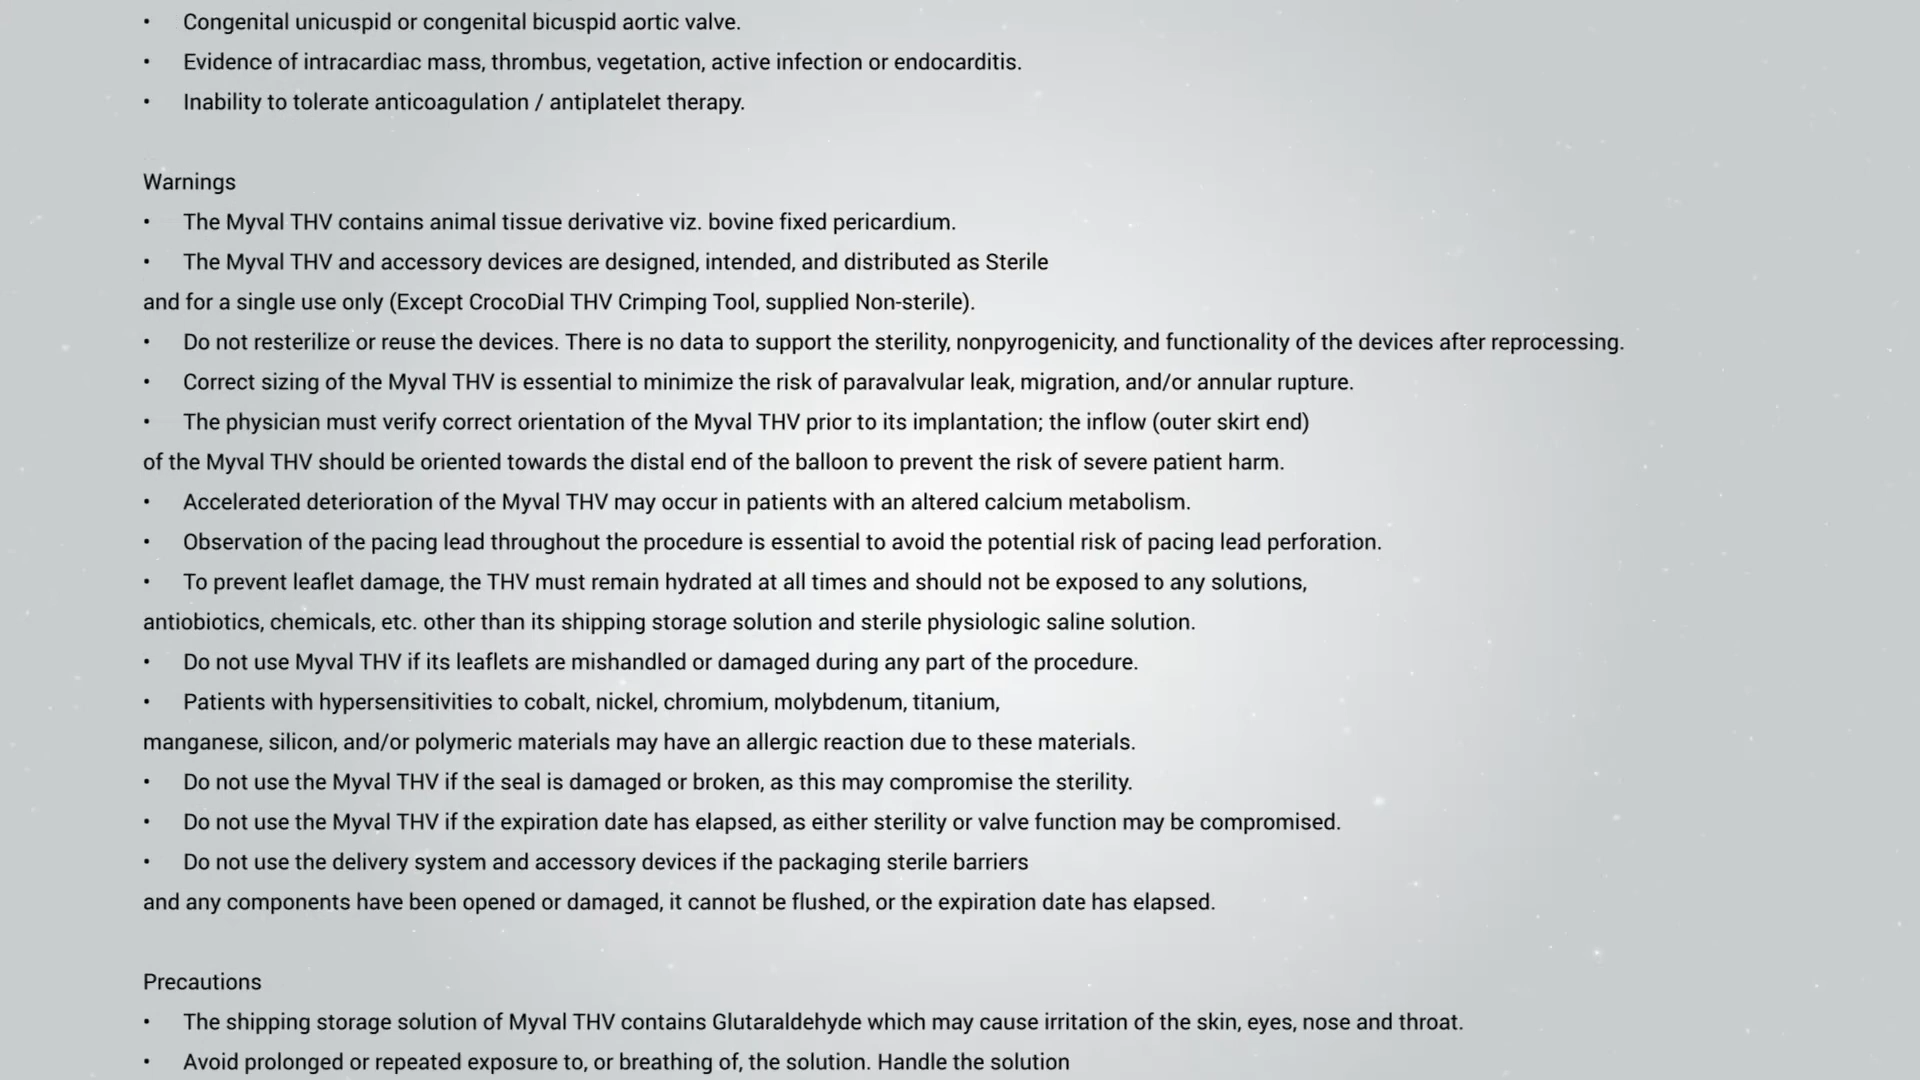 • Congenital unicuspid or congenital bicuspid aortic valve.
• Evidence of intracardiac mass, thrombus, vegetation, active infection or endocarditis.
• Inability to tolerate anticoagulation / antiplatelet therapy.
Warnings
• The Myval THV contains animal tissue derivative viz. bovine fixed pericardium.
• The Myval THV and accessory devices are designed, intended, and distributed as Sterile
and for a single use only (Except CrocoDial THV Crimping Tool, supplied Non-sterile).
• Do not resterilize or reuse the devices. There is no data to support the sterility, nonpyrogenicity, and functionality of the devices after reprocessing.
• Correct sizing of the Myval THV is essential to minimize the risk of paravalvular leak, migration, and/or annular rupture.
• The physician must verify correct orientation of the Myval THV prior to its implantation; the inflow (outer skirt end)
of the Myval THV should be oriented towards the distal end of the balloon to prevent the risk of severe patient harm.
• Accelerated deterioration of the Myval THV may occur in patients with an altered calcium metabolism.
• Observation of the pacing lead throughout the procedure is essential to avoid the potential risk of pacing lead perforation.
• To prevent leaflet damage, the THV must remain hydrated at all times and should not be exposed to any solutions,
antiobiotics, chemicals, etc. other than its shipping storage solution and sterile physiologic saline solution.
• Do not use Myval THV if its leaflets are mishandled or damaged during any part of the procedure.
• Patients with hypersensitivities to cobalt, nickel, chromium, molybdenum, titanium,
manganese, silicon, and/or polymeric materials may have an allergic reaction due to these materials.
• Do not use the Myval THV if the seal is damaged or broken, as this may compromise the sterility.
• Do not use the Myval THV if the expiration date has elapsed, as either sterility or valve function may be compromised.
• Do not use the delivery system and accessory devices if the packaging sterile barriers
and any components have been opened or damaged, it cannot be flushed, or the expiration date has elapsed.
Precautions
• The shipping storage solution of Myval THV contains Glutaraldehyde which may cause irritation of the skin, eyes, nose and throat.
• Avoid prolonged or repeated exposure to, or breathing of, the solution. Handle the solution